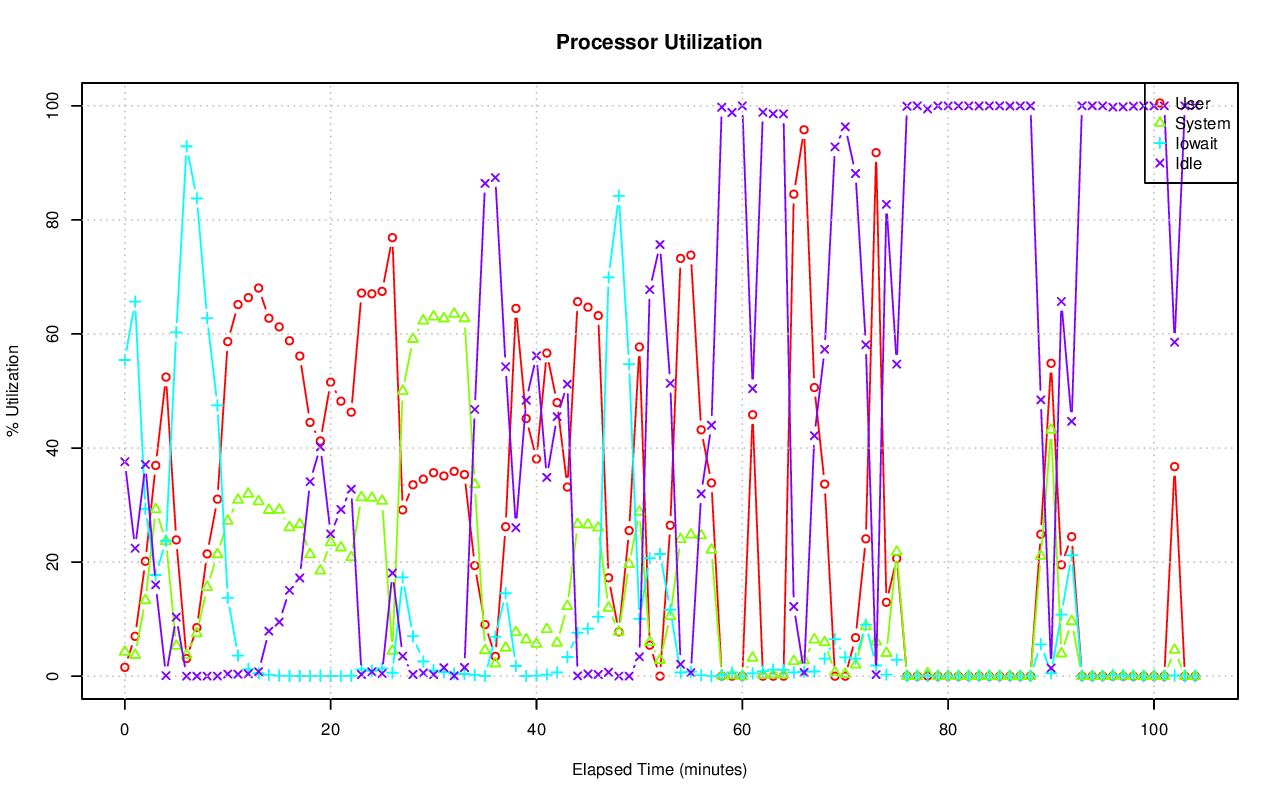 Processor Utilization
100
80
60
40
20
0
% Utilization
User
System
Iowait
Idle
0 20 40 60 80 100
Elapsed Time (minutes)